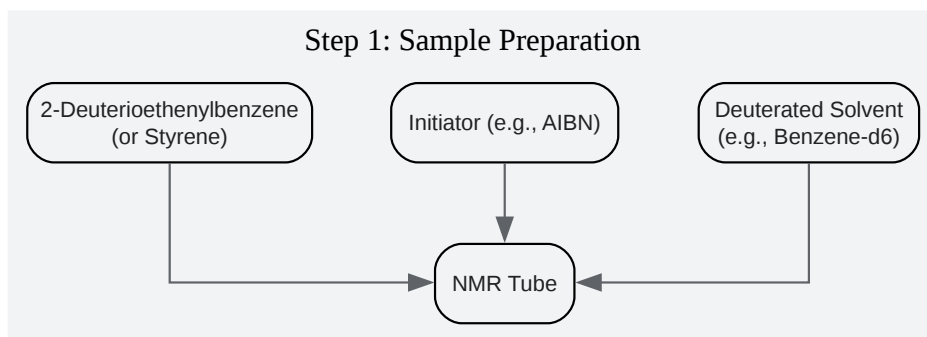 Step 1: Sample Preparation
2-Deuterioethenylbenzene
(or Styrene)
Initiator (e.g., AIBN)
Deuterated Solvent
(e.g., Benzene-d6)
NMR Tube